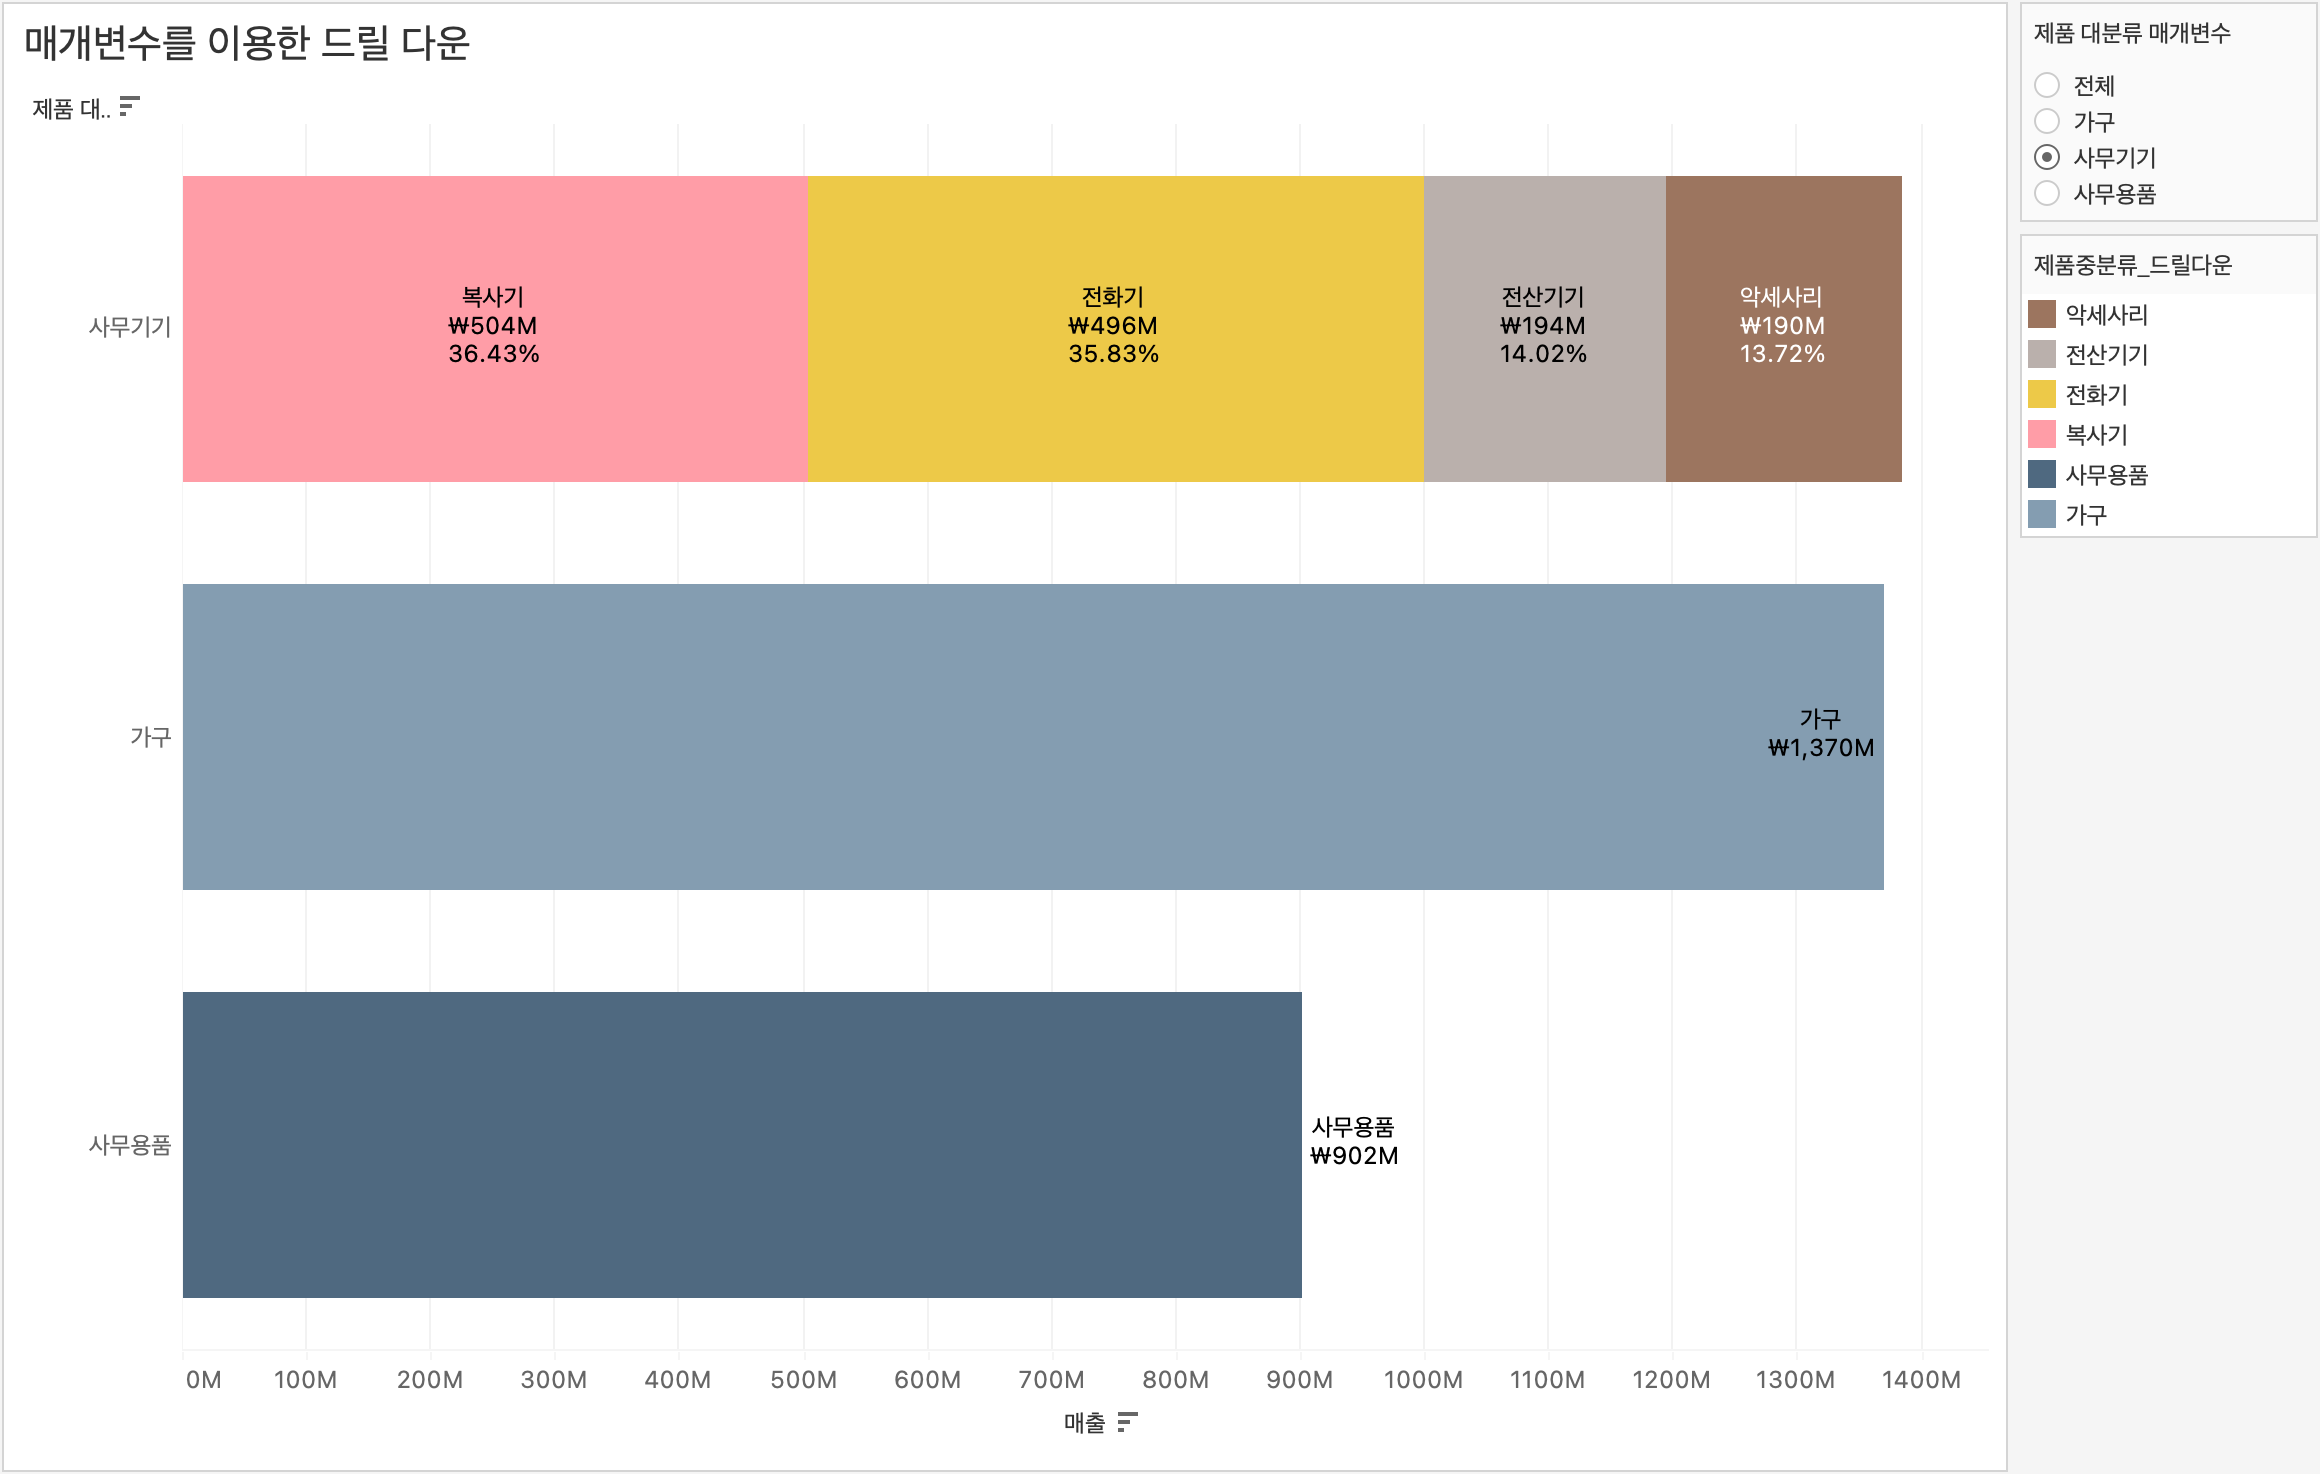 매개변수를 이용한 드릴 다운
제품 대..
사무기기
복사기
₩504M
36.43%
전화기
₩496M
35.83%
전산기기
₩194M
14.02%
악세사리
₩190M
13.72%
가구
가구
₩1,370M
사무용품
사무용품
₩902M
0M 100M 200M 300M 400M 500M 600M 700M 800M 900M 1000M 1100M 1200M 1300M 1400M
매출
제품 대분류 매개변수
전체
가구
사무기기
사무용품
제품중분류_드릴다운
악세사리
전산기기
전화기
복사기
사무용품
가구